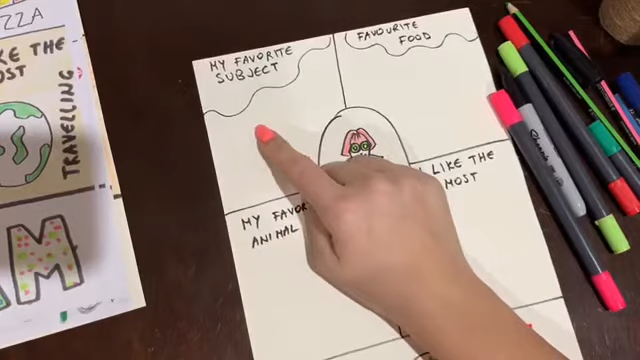 ZZA
KE THE
OST
TRAVELLING
AM
MY FAVORITE
SUBJECT
FAVOURITE
FOOD
MY FAVOR
ANIMAL
I LIKE THE
MOST
Sharpie